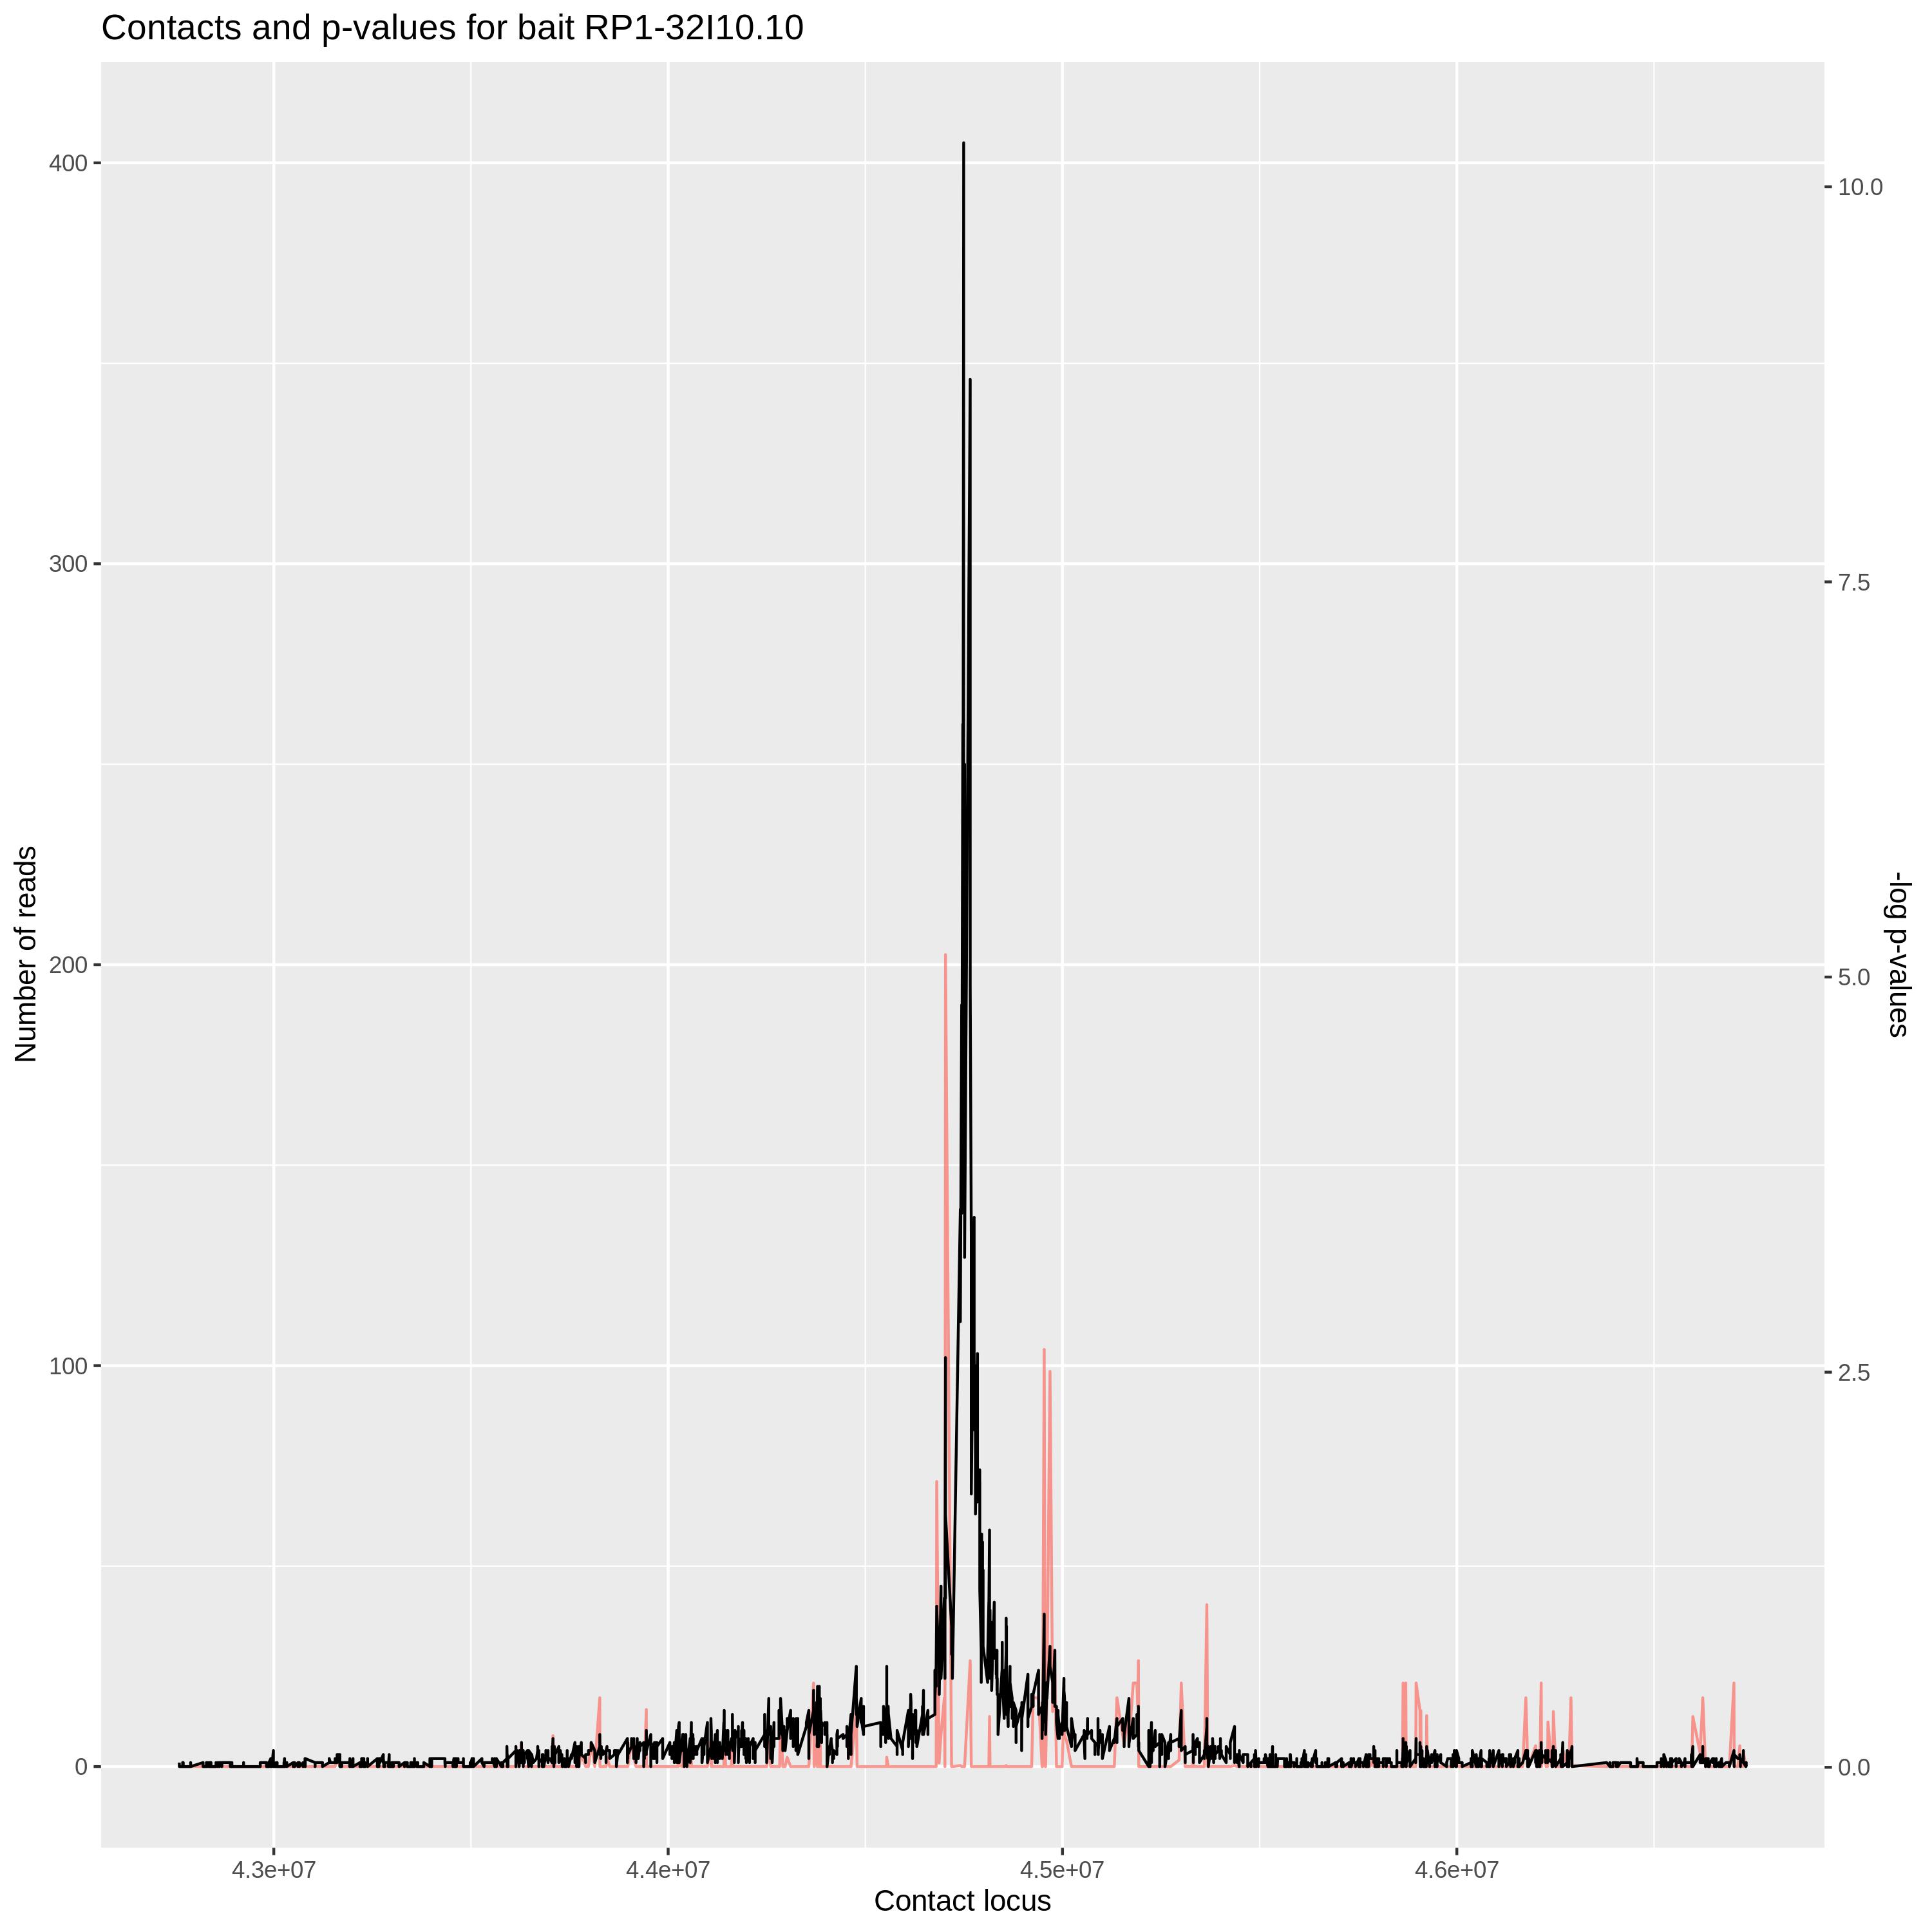 Contacts and p-values for bait RP1-32I10.10
400
300
200
100
0
Number of reads
10.0
7.5
5.0
2.5
0.0
-log p-values
4.3e+07
4.4e+07
4.5e+07
4.6e+07
Contact locus